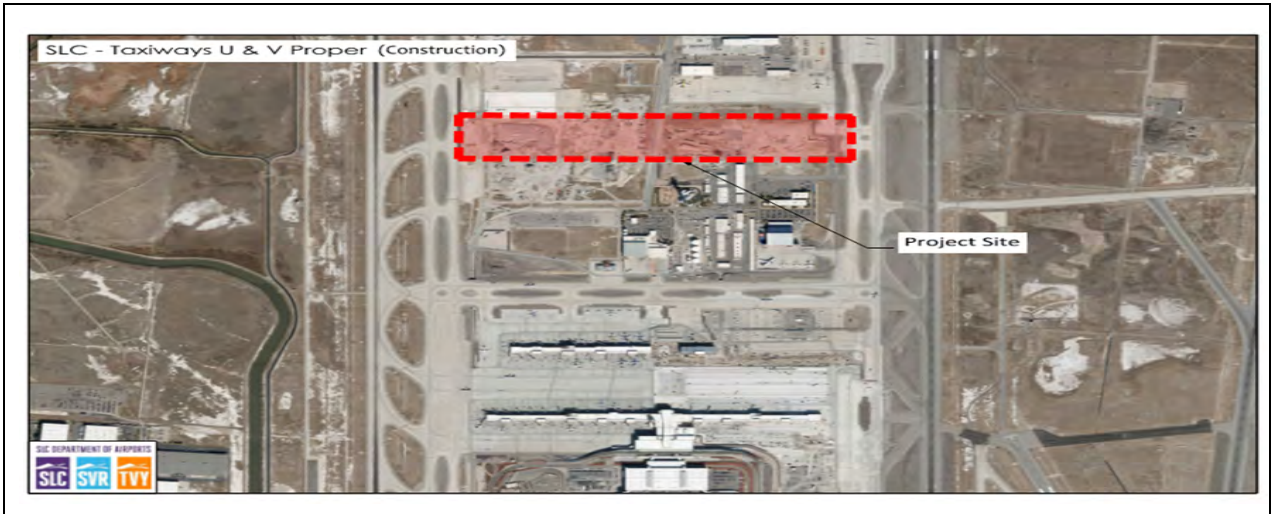 SLC - Taxiways U & V Proper (Construction)
Project Site
SLC DEPARTMENT OF AIRPORTS
SLC SVR TVY